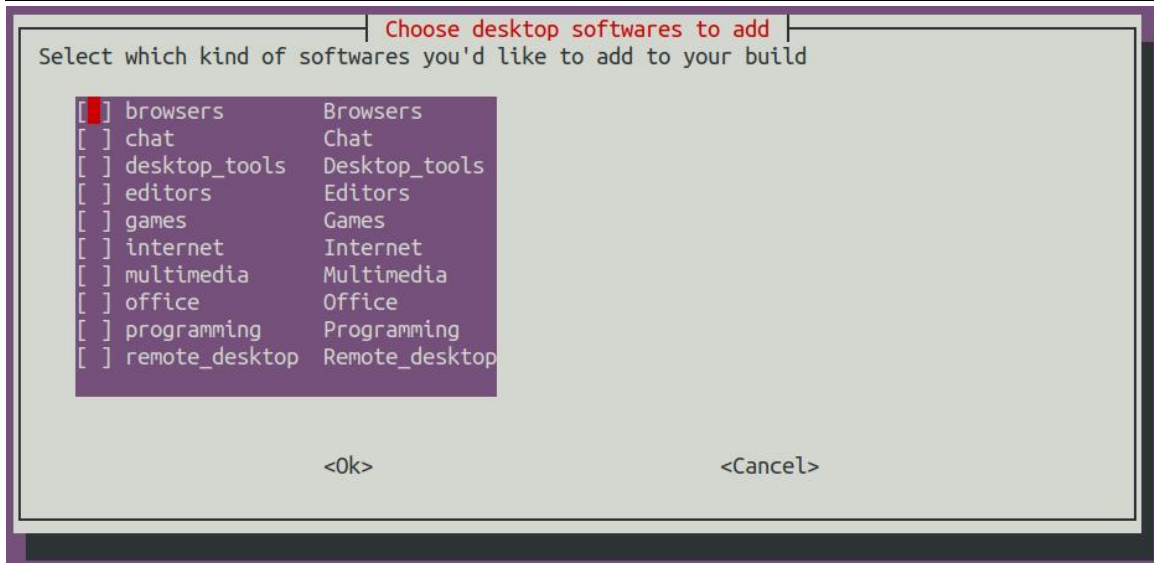 Choose desktop softwares to add
Select which kind of softwares you'd like to add to your build
[ ] browsers Browsers
[ ] chat Chat
[ ] desktop_tools Desktop_tools
[ ] editors Editors
[ ] games Games
[ ] internet Internet
[ ] multimedia Multimedia
[ ] office Office
[ ] programming Programming
[ ] remote_desktop Remote_desktop
<Ok> <Cancel>